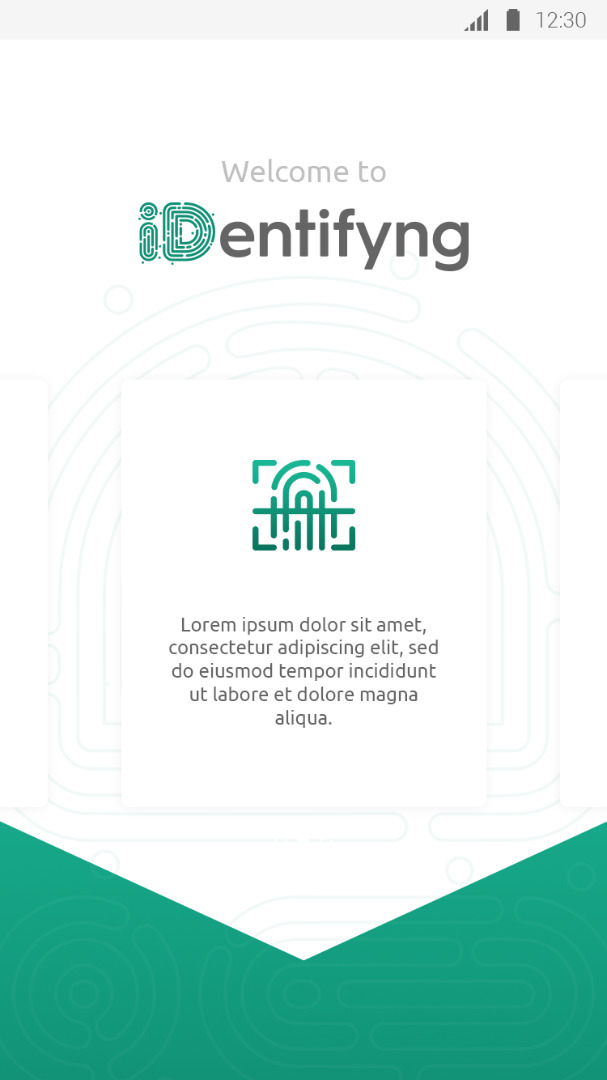 12:30
Welcome to
iDentifyng
Lorem ipsum dolor sit amet,
consectetur adipiscing elit, sed
do eiusmod tempor incididunt
ut labore et dolore magna
aliqua.